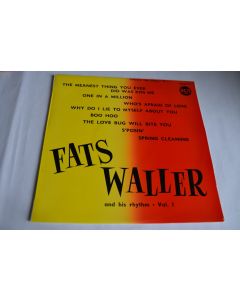 THE MEANEST THING YOU EVER
DID WAS KISS ME
ONE IN A MILLION
WHO'S AFRAID OF LOVE
WHY DO I LIE TO MYSELF ABOUT YOU
BOO HOO
THE LOVE BUG WILL BITE YOU
S'POSIN'
SPRING CLEANING
FATS
WALLER
and his rhythm • Vol. 1